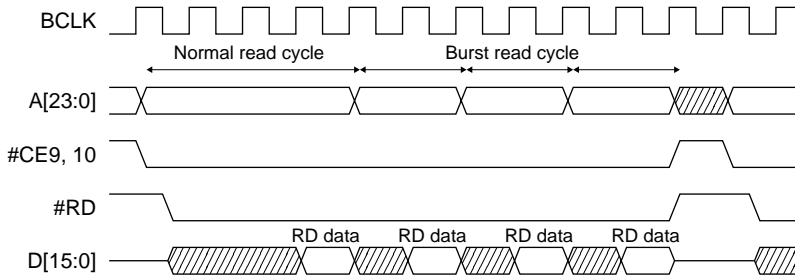 BCLK
Normal read cycle
Burst read cycle
A[23:0]
#CE9, 10
#RD
RD data
RD data
RD data
RD data
D[15:0]